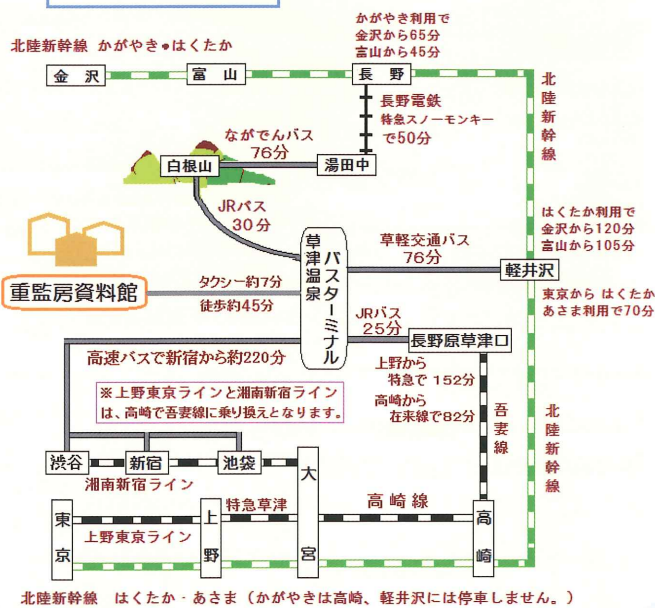 かがやき利用で
金沢から65分
富山から45分
北陸新幹線 かがやき・はくたか
金沢
富山
長野
北陸新幹線
長野電鉄
特急スノーモンキー
で50分
ながでんバス
76分
白根山
湯田中
JRバス
30分
はくたか利用で
金沢から120分
富山から105分
草津温泉
バスターミナル
草軽交通バス
76分
軽井沢
重監房資料館
タクシー約7分
徒歩約45分
東京から はくたか
あさま利用で70分
JRバス
25分
長野原草津口
高速バスで新宿から約220分
上野から
特急で 152分
※上野東京ラインと湘南新宿ライン
は、高崎で吾妻線に乗り換えとなります。
高崎から
在来線で82分
吾妻線
北陸新幹線
渋谷
新宿
池袋
大宮
湘南新宿ライン
東京
上野
特急草津
高崎線
高崎
上野東京ライン
北陸新幹線 はくたか・あさま(かがやきは高崎、軽井沢には停車しません。)